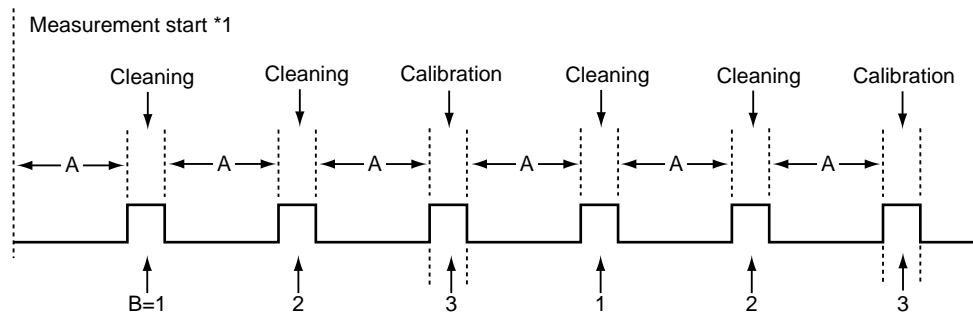 Measurement start *1
Cleaning Cleaning Calibration Cleaning Cleaning Calibration
A A A A A A
B=1 2 3 1 2 3